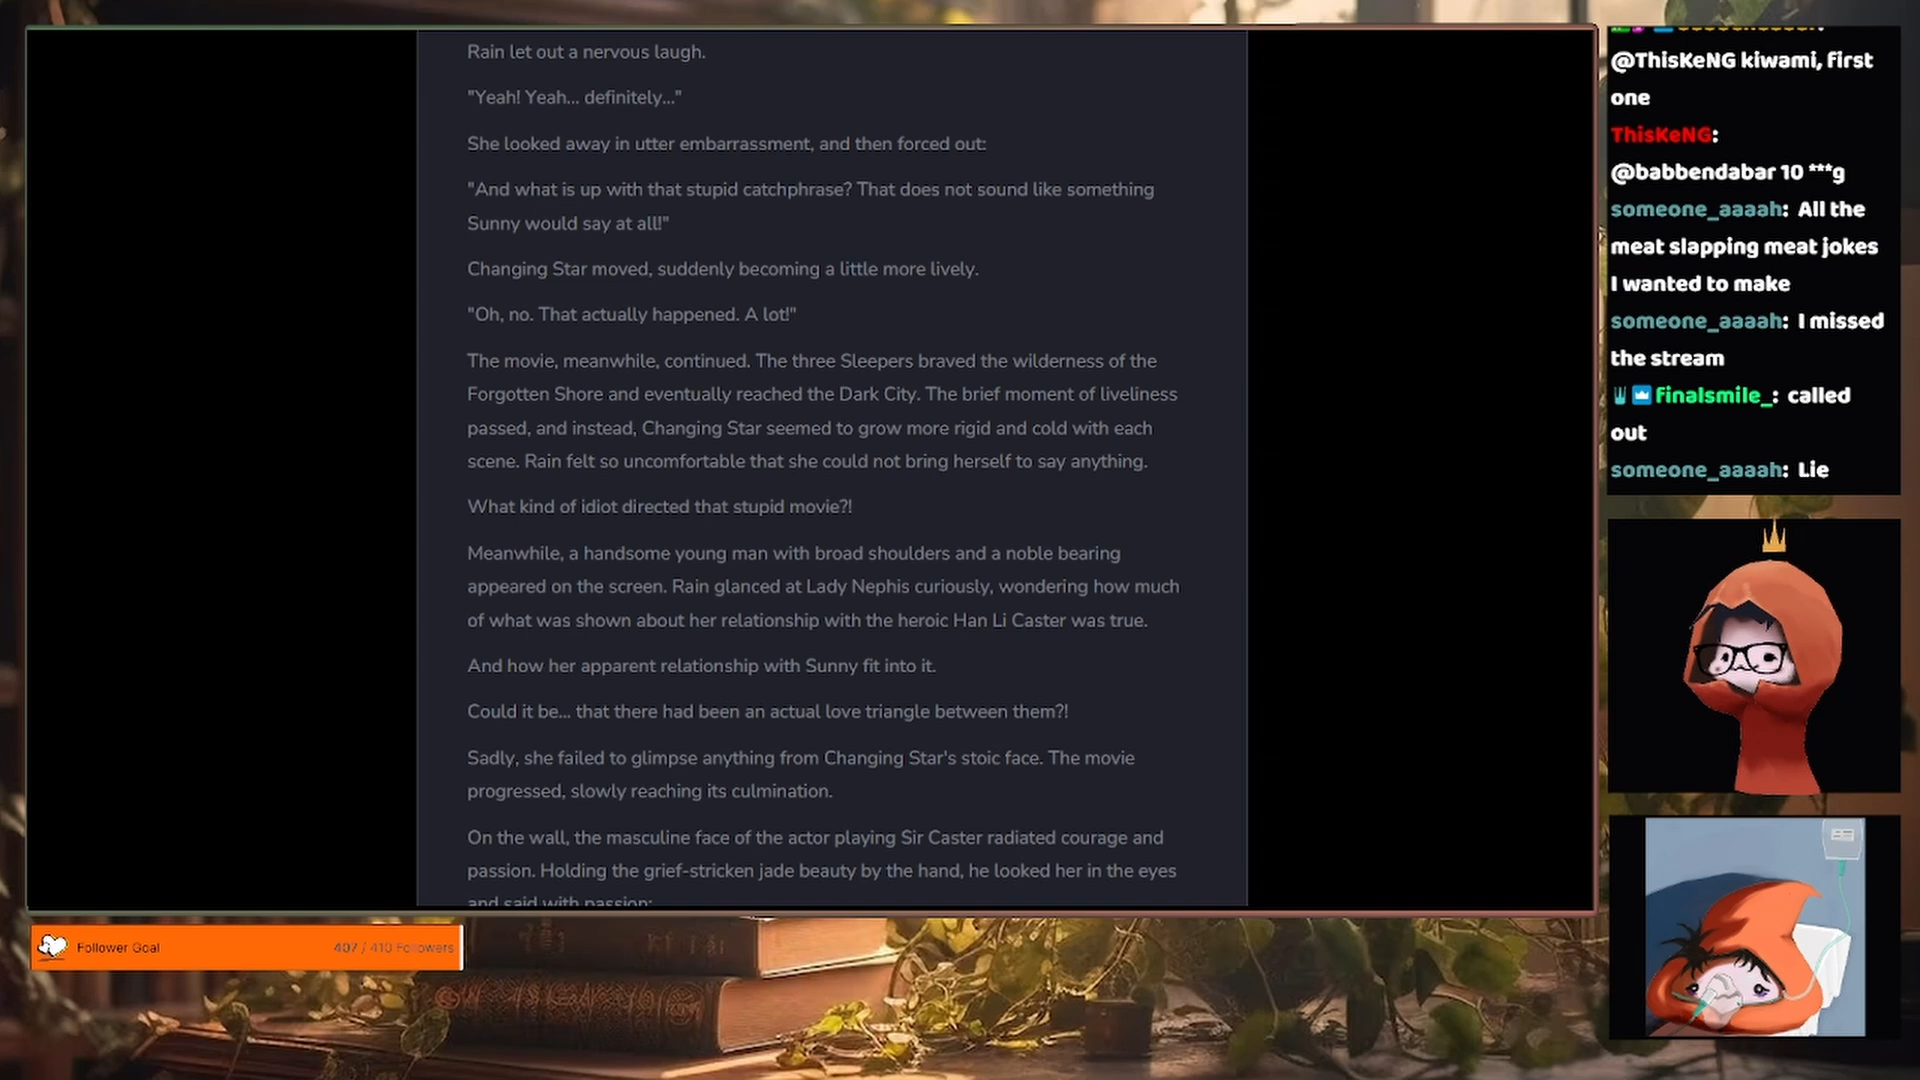 Rain let out a nervous laugh.
"Yeah! Yeah... definitely..."
She looked away in utter embarrassment, and then forced out:
"And what is up with that stupid catchphrase? That does not sound like something
Sunny would say at all!"
Changing Star moved, suddenly becoming a little more lively.
"Oh, no. That actually happened. A lot!"
The movie, meanwhile, continued. The three Sleepers braved the wilderness of the
Forgotten Shore and eventually reached the Dark City. The brief moment of liveliness
passed, and instead, Changing Star seemed to grow more rigid and cold with each
scene. Rain felt so uncomfortable that she could not bring herself to say anything.
What kind of idiot directed that stupid movie?!
Meanwhile, a handsome young man with broad shoulders and a noble bearing
appeared on the screen. Rain glanced at Lady Nephis curiously, wondering how much
of what was shown about her relationship with the heroic Han Li Caster was true.
And how her apparent relationship with Sunny fit into it.
Could it be... that there had been an actual love triangle between them?!
Sadly, she failed to glimpse anything from Changing Star's stoic face. The movie
progressed, slowly reaching its culmination.
On the wall, the masculine face of the actor playing Sir Caster radiated courage and
passion. Holding the grief-stricken jade beauty by the hand, he looked her in the eyes
and said with passion:
@ThisKeNG kiwami, first
one
ThisKeNG:
@babbendabar 10 ***g
someone_aaaah: All the
meat slapping meat jokes
I wanted to make
someone_aaaah: I missed
the stream
finalsmile_: called
out
someone_aaaah: Lie
Follower Goal
407 / 410 Followers